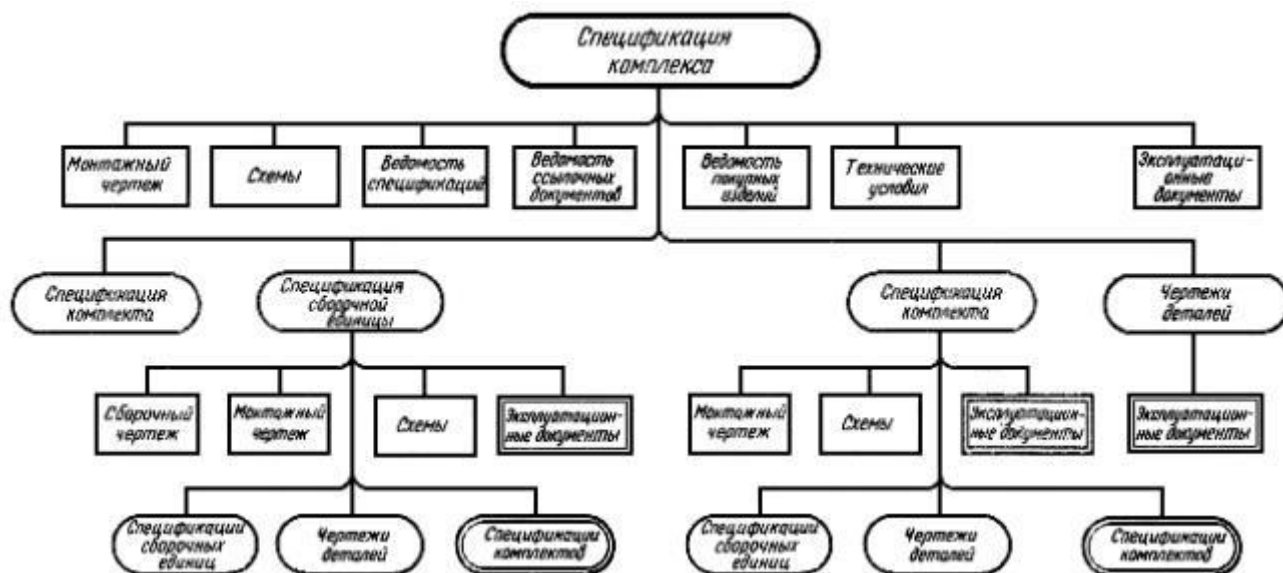 Спецификация
комплекса
Монтажный
чертеж
Схемы
Ведомость
спецификаций
Ведомость
ссылочных
документов
Ведомость
покупных
изделий
Технические
условия
Эксплуатаци-
онные
документы
Спецификация
комплекта
Спецификация
сборочной
единицы
Спецификация
комплекта
Чертежи
деталей
Сборочный
чертеж
Монтажный
чертеж
Схемы
Эксплуатацион-
ные документы
Монтажный
чертеж
Схемы
Эксплуатацион-
ные документы
Эксплуатацион-
ные документы
Спецификации
сборочных
единиц
Чертежи
деталей
Спецификации
комплектов
Спецификации
сборочных
единиц
Чертежи
деталей
Спецификации
комплектов